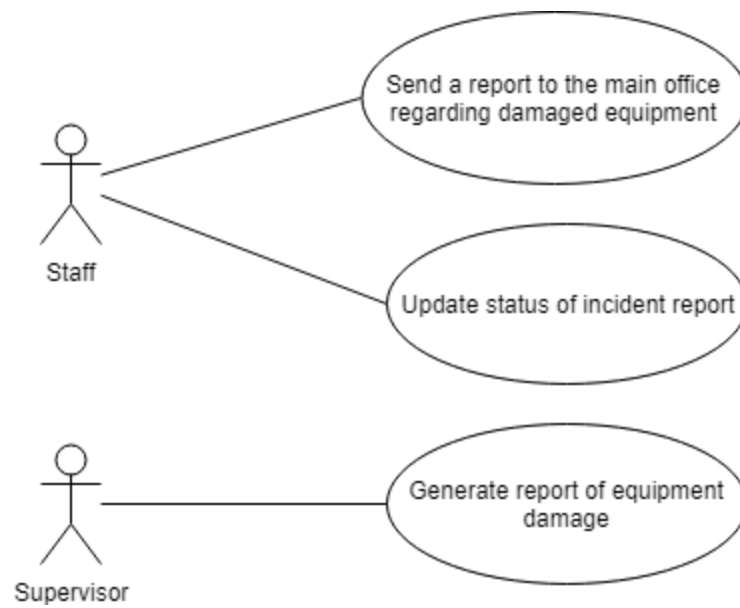 Send a report to the main office
regarding damaged equipment
Staff
Update status of incident report
Generate report of equipment
damage
Supervisor